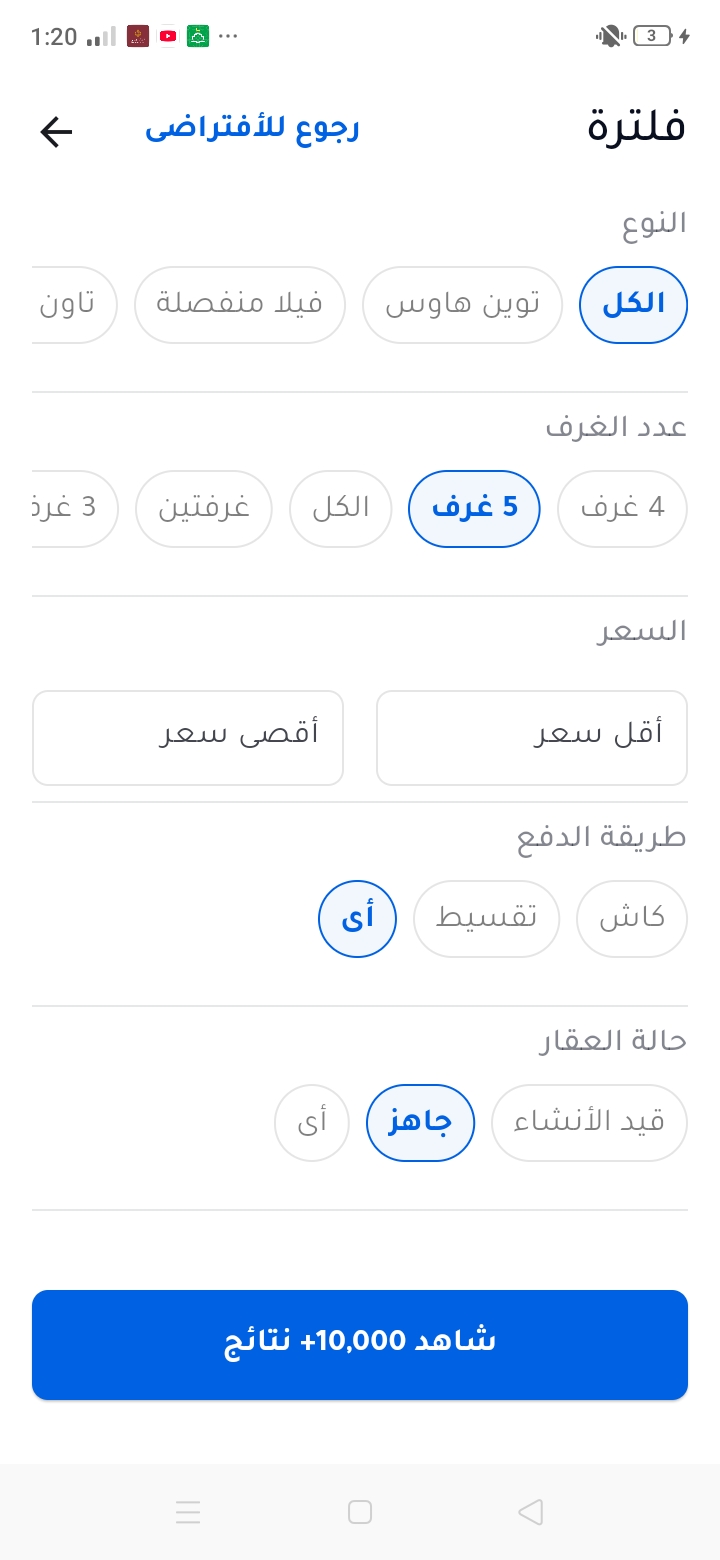 1:20
3
فلترة
رجوع للأفتراضى
النوع
الكل توين هاوس فيلا منفصلة تاون
عدد الغرف
4 غرف 5 غرف الكل غرفتين 3 غرف
السعر
أقل سعر أقصى سعر
طريقة الدفع
كاش تقسيط أى
حالة العقار
قيد الأنشاء جاهز أى
شاهد 10,000+ نتائج